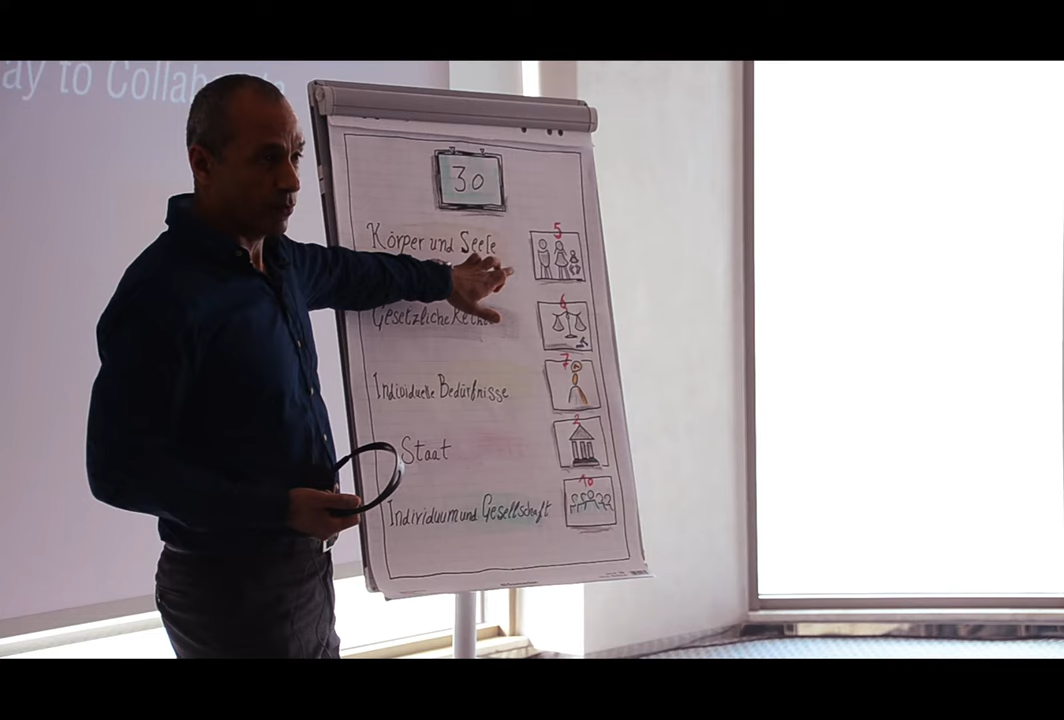 ay to Collab
30
Körper und Seele
5
Gesetzliche
6
Individuelle Bedürfnisse
7
Staat
Individuum und Gesellschaft
10